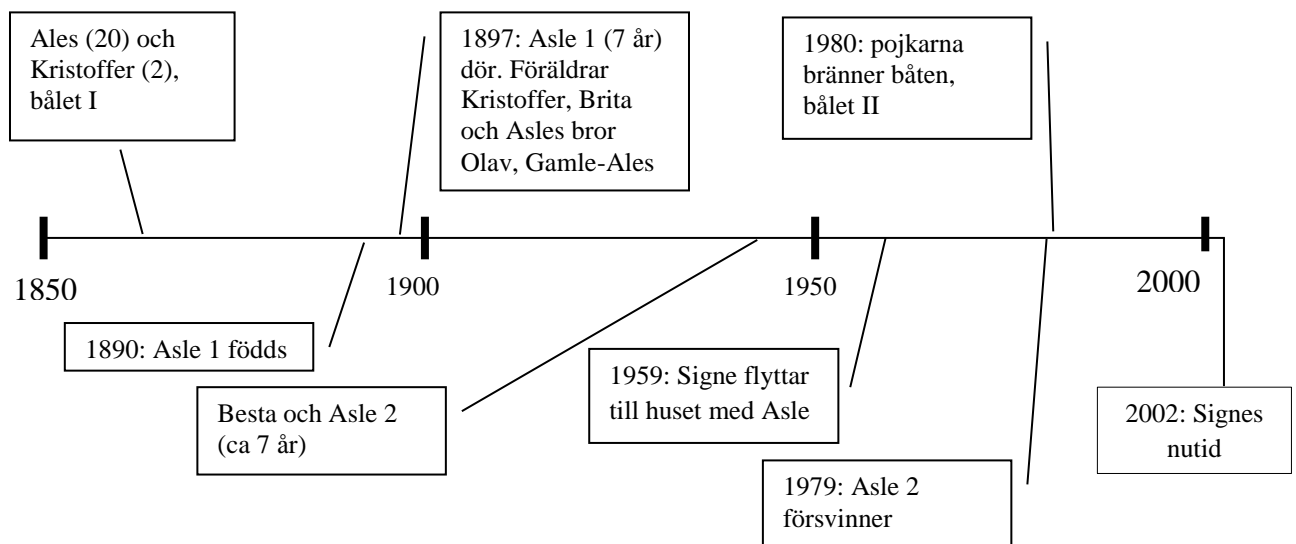 Ales (20) och
Kristoffer (2),
bålet I
1897: Asle 1 (7 år)
dör. Föräldrar
Kristoffer, Brita
och Asles bror
Olav, Gamle-Ales
1980: pojkarna
bränner båten,
bålet II
1850
1900
1950
2000
1890: Asle 1 födds
Besta och Asle 2
(ca 7 år)
1959: Signe flyttar
till huset med Asle
1979: Asle 2
försvinner
2002: Signes
nutid